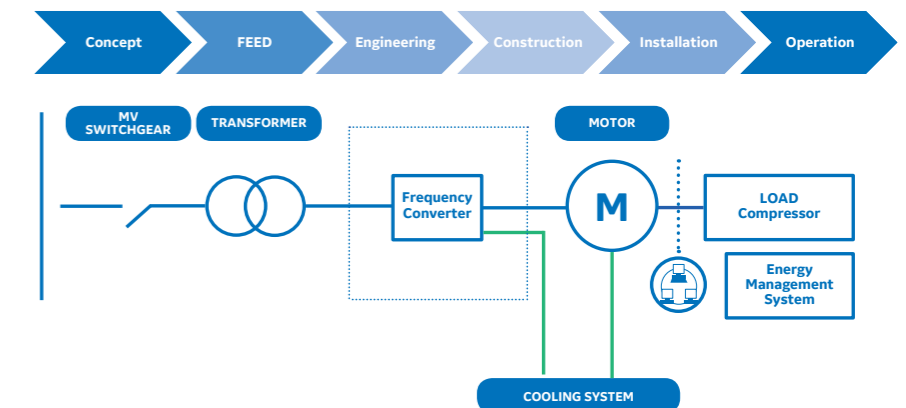 Concept
FEED
Engineering
Construction
Installation
Operation
MV
SWITCHGEAR
TRANSFORMER
MOTOR
Frequency
Converter
M
LOAD
Compressor
Energy
Management
System
COOLING SYSTEM